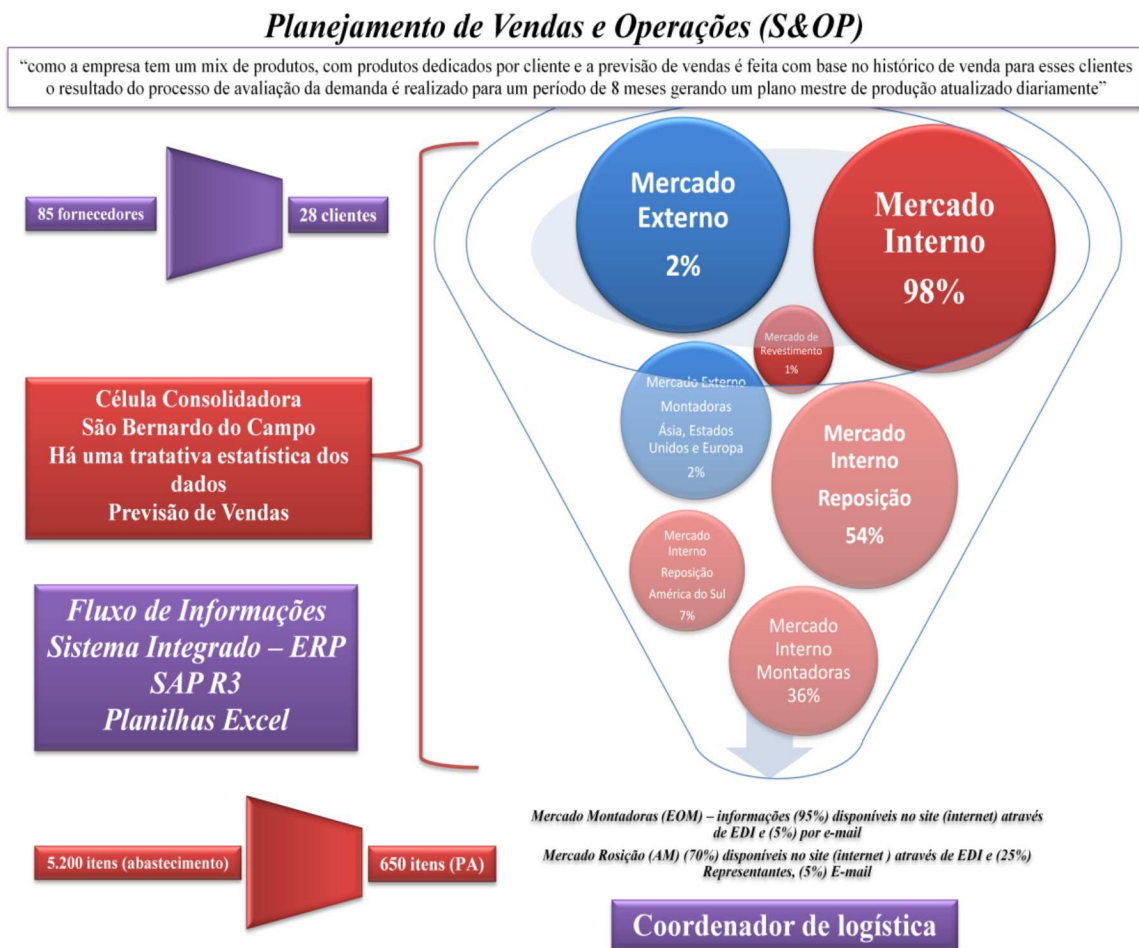 Planejamento de Vendas e Operações (S&OP)
“como a empresa tem um mix de produtos, com produtos dedicados por cliente e a previsão de vendas é feita com base no histórico de venda para esses clientes
o resultado do processo de avaliação da demanda é realizado para um período de 8 meses gerando um plano mestre de produção atualizado diariamente”
85 fornecedores
28 clientes
Mercado
Externo
2%
Mercado
Interno
98%
Mercado de
Revestimento
1%
Mercado Externo
Montadoras
Ásia, Estados
Unidos e Europa
2%
Mercado
Interno
Reposição
54%
Célula Consolidadora
São Bernardo do Campo
Há uma tratativa estatística dos
dados
Previsão de Vendas
Mercado
Interno
Reposição
América do Sul
7%
Mercado
Interno
Montadoras
36%
Fluxo de Informações
Sistema Integrado – ERP
SAP R3
Planilhas Excel
5.200 itens (abastecimento)
650 itens (PA)
Mercado Montadoras (EOM) – informações (95%) disponíveis no site (internet) através
de EDI e (5%) por e-mail
Mercado Rosição (AM) (70%) disponíveis no site (internet ) através de EDI e (25%)
Representantes, (5%) E-mail
Coordenador de logística